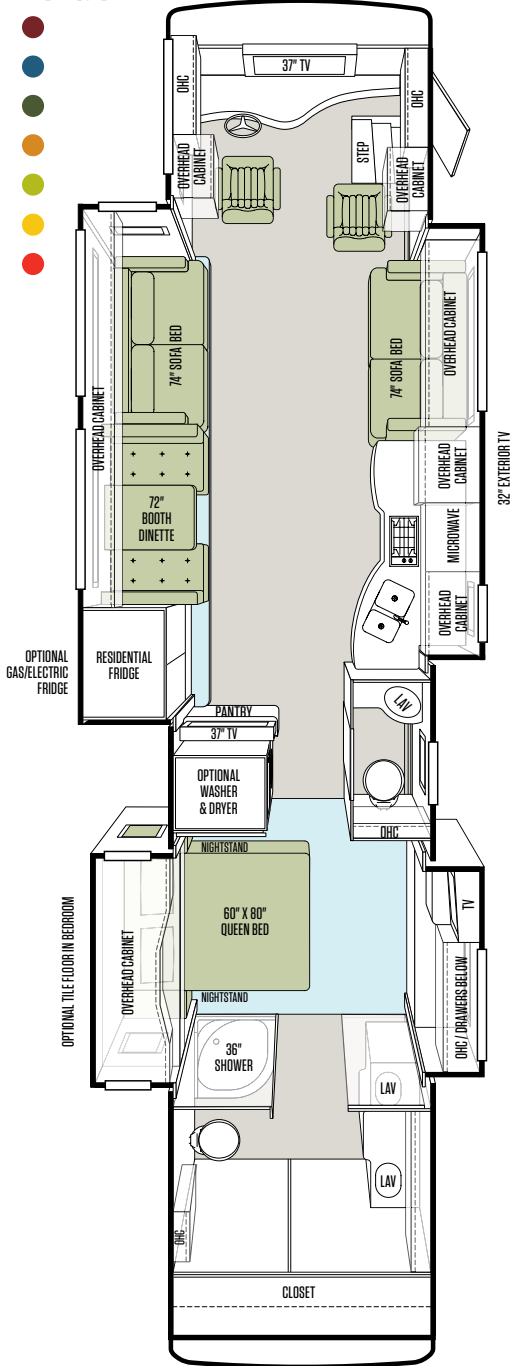 37" TV
OHC
OHC
STEP
OVERHEAD
CABINET
OVERHEAD
CABINET
74" SOFA BED
74" SOFA BED
OVERHEAD CABINET
OVERHEAD CABINET
OVERHEAD
CABINET
32" EXTERIOR TV
72"
BOOTH
DINETTE
MICROWAVE
OVERHEAD
CABINET
OPTIONAL
GAS/ELECTRIC
FRIDGE
RESIDENTIAL
FRIDGE
LAV
PANTRY
37" TV
OPTIONAL
WASHER
& DRYER
OHC
NIGHTSTAND
60" X 80"
QUEEN BED
NIGHTSTAND
OVERHEAD CABINET
OPTIONAL TILE FLOOR IN BEDROOM
TV
OHC / DRAWERS BELOW
36"
SHOWER
LAV
LAV
OHC
CLOSET